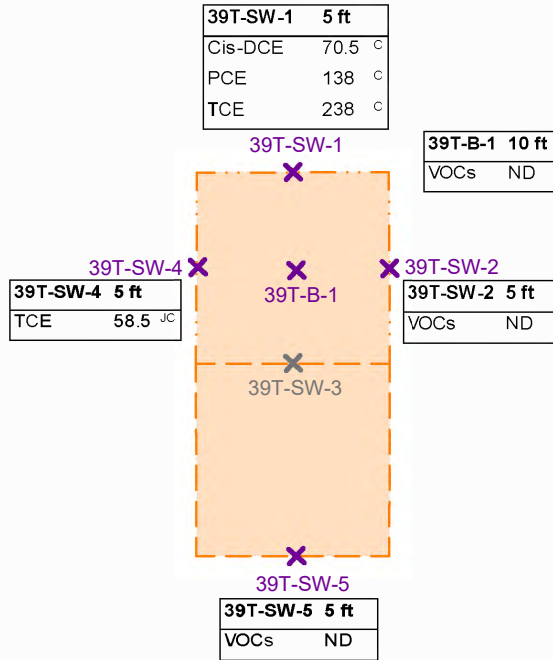 39T-SW-1 5 ft
Cis-DCE 70.5 C
PCE 138 C
TCE 238 C
39T-SW-1
39T-B-1 10 ft
VOCs ND
39T-SW-4
39T-SW-2
39T-B-1
39T-SW-4 5 ft
TCE 58.5 JC
39T-SW-2 5 ft
VOCs ND
39T-SW-3
39T-SW-5
39T-SW-5 5 ft
VOCs ND